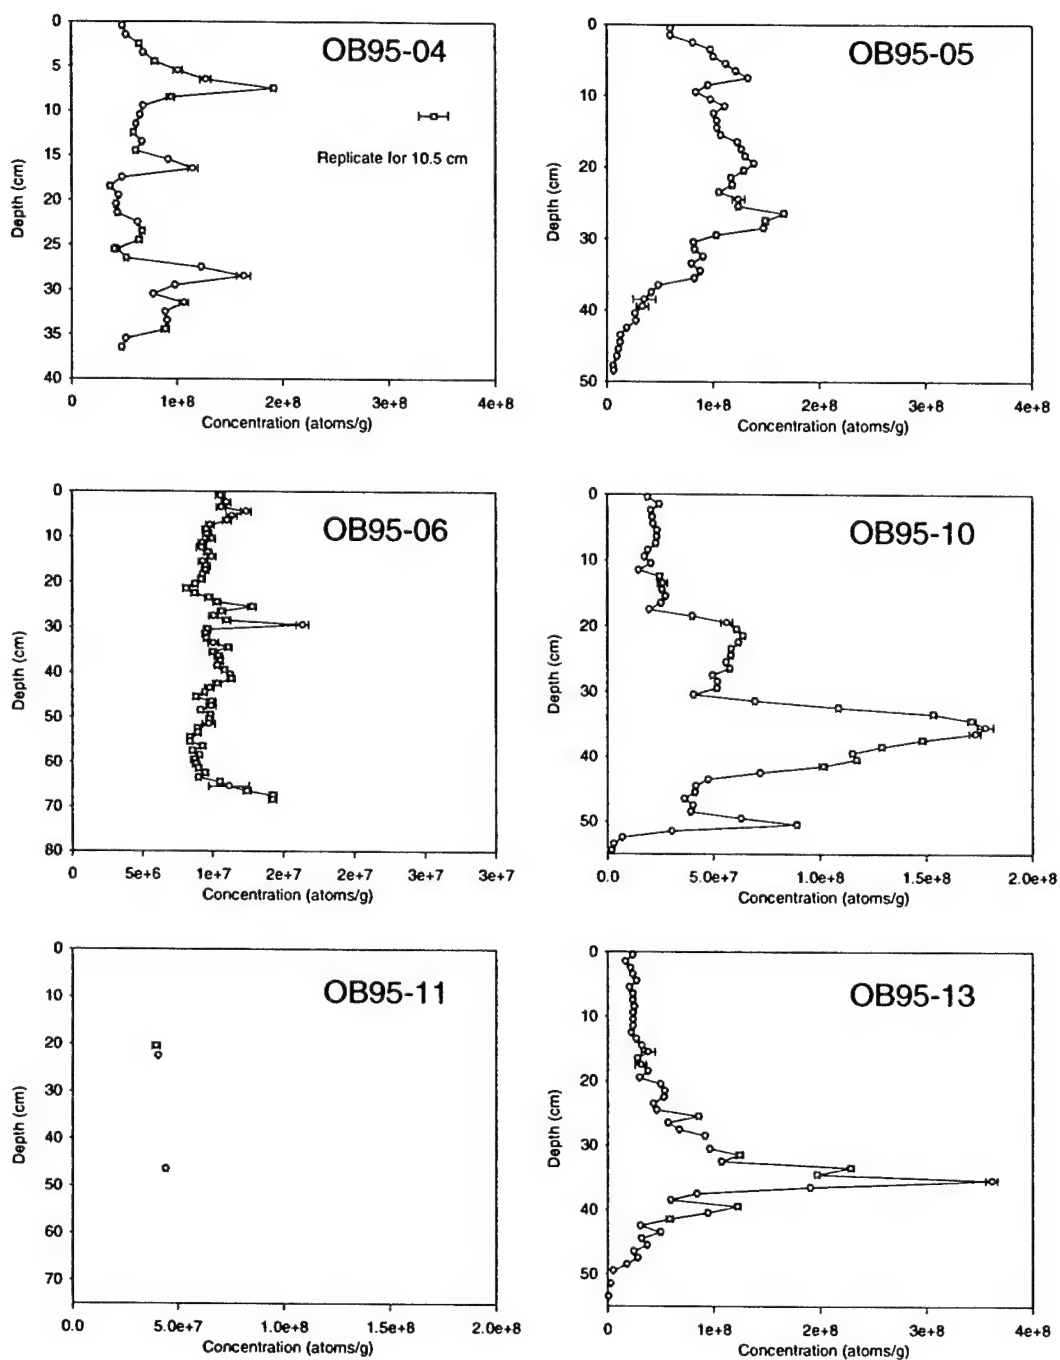 OB95-04
0
5
10
15
20
25
30
35
40
Depth (cm)
Replicate for 10.5 cm
0
1e+8
2e+8
3e+8
4e+8
Concentration (atoms/g)
OB95-05
0
10
20
30
40
50
Depth (cm)
0
1e+8
2e+8
3e+8
4e+8
Concentration (atoms/g)
OB95-06
0
10
20
30
40
50
60
70
80
Depth (cm)
5e+6
1e+7
2e+7
2e+7
3e+7
3e+7
Concentration (atoms/g)
OB95-10
0
10
20
30
40
50
Depth (cm)
0.0
5.0e+7
1.0e+8
1.5e+8
2.0e+8
Concentration (atoms/g)
OB95-11
0
10
20
30
40
50
60
70
Depth (cm)
0.0
5.0e+7
1.0e+8
1.5e+8
2.0e+8
Concentration (atoms/g)
OB95-13
0
10
20
30
40
50
Depth (cm)
0
1e+8
2e+8
3e+8
4e+8
Concentration (atoms/g)